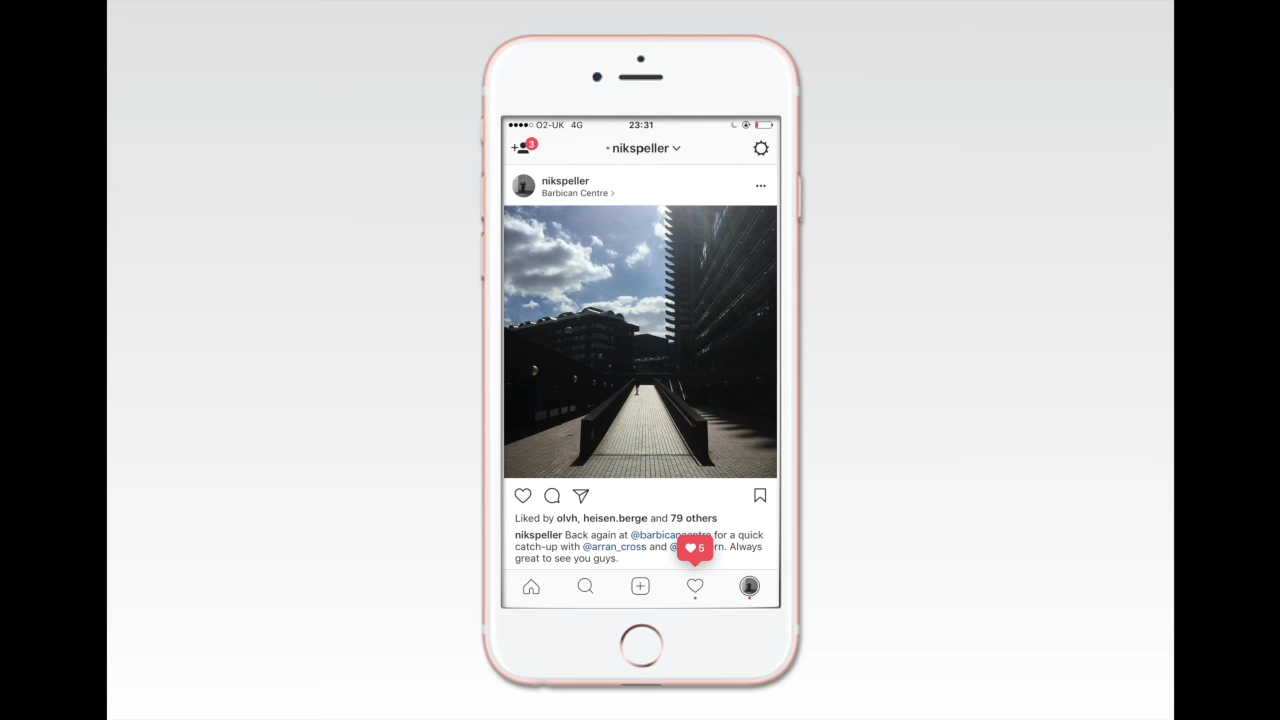 O2-UK 4G 23:31
3
nikspeller
nikspeller
Barbican Centre
Liked by olvh, heisen.berge and 79 others
nikspeller Back again at @barbicancentre for a quick
catch-up with @arran_cross and @ Always
great to see you guys.
5